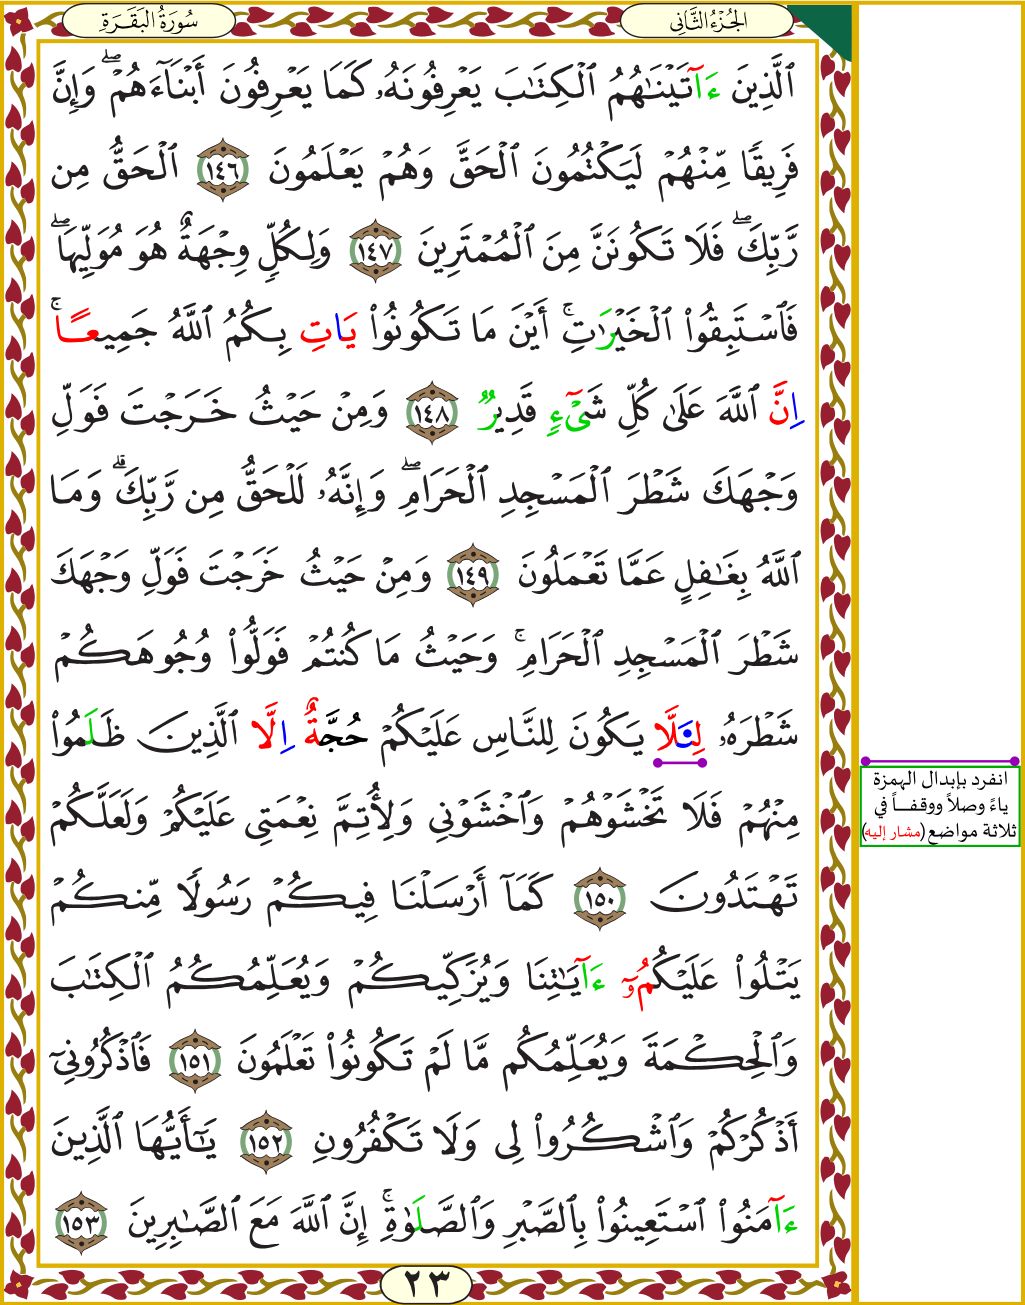 الجُزْءُ الثَّانِي
سُورَةُ البَقَرَةِ
ٱلَّذِينَ ءَاتَيْنَٰهُمُ ٱلْكِتَٰبَ يَعْرِفُونَهُۥ كَمَا يَعْرِفُونَ أَبْنَآءَهُمْۖ وَإِنَّ
فَرِيقًا مِّنْهُمْ لَيَكْتُمُونَ ٱلْحَقَّ وَهُمْ يَعْلَمُونَ ١٤٦ ٱلْحَقُّ مِن
رَّبِّكَۖ فَلَا تَكُونَنَّ مِنَ ٱلْمُمْتَرِينَ ١٤٧ وَلِكُلٍّ وِجْهَةٌ هُوَ مُوَلِّيهَاۖ
فَٱسْتَبِقُوا۟ ٱلْخَيْرَٰتِۚ أَيْنَ مَا تَكُونُوا۟ يَاتِ بِكُمُ ٱللَّهُ جَمِيعًاۚ
اِنَّ ٱللَّهَ عَلَىٰ كُلِّ شَىْٓءٍ قَدِيرٌ ١٤٨ وَمِنْ حَيْثُ خَرَجْتَ فَوَلِّ
وَجْهَكَ شَطْرَ ٱلْمَسْجِدِ ٱلْحَرَامِۖ وَإِنَّهُۥ لَلْحَقُّ مِن رَّبِّكَۗ وَمَا
ٱللَّهُ بِغَٰفِلٍ عَمَّا تَعْمَلُونَ ١٤٩ وَمِنْ حَيْثُ خَرَجْتَ فَوَلِّ وَجْهَكَ
شَطْرَ ٱلْمَسْجِدِ ٱلْحَرَامِۚ وَحَيْثُ مَا كُنتُمْ فَوَلُّوا۟ وُجُوهَكُمْ
شَطْرَهُۥ لِيَلَّا يَكُونَ لِلنَّاسِ عَلَيْكُمْ حُجَّةٌ اِلَّا ٱلَّذِينَ ظَلَمُوا۟
مِنْهُمْ فَلَا تَخْشَوْهُمْ وَٱخْشَوْنِى وَلِأُتِمَّ نِعْمَتِى عَلَيْكُمْ وَلَعَلَّكُمْ
تَهْتَدُونَ ١٥٠ كَمَآ أَرْسَلْنَا فِيكُمْ رَسُولًا مِّنكُمْ
يَتْلُوا۟ عَلَيْكُمُۥٓ ءَايَٰتِنَا وَيُزَكِّيكُمْ وَيُعَلِّمُكُمُ ٱلْكِتَٰبَ
وَٱلْحِكْمَةَ وَيُعَلِّمُكُم مَّا لَمْ تَكُونُوا۟ تَعْلَمُونَ ١٥١ فَٱذْكُرُونِىٓ
أَذْكُرْكُمْ وَٱشْكُرُوا۟ لِى وَلَا تَكْفُرُونِ ١٥٢ يَٰٓأَيُّهَا ٱلَّذِينَ
ءَامَنُوا۟ ٱسْتَعِينُوا۟ بِٱلصَّبْرِ وَٱلصَّلَوٰةِۚ إِنَّ ٱللَّهَ مَعَ ٱلصَّٰبِرِينَ ١٥٣
انفرد بإبدال الهمزة
ياءً وصلاً ووقفاً في
ثلاثة مواضع (مشار إليه)
٢٣